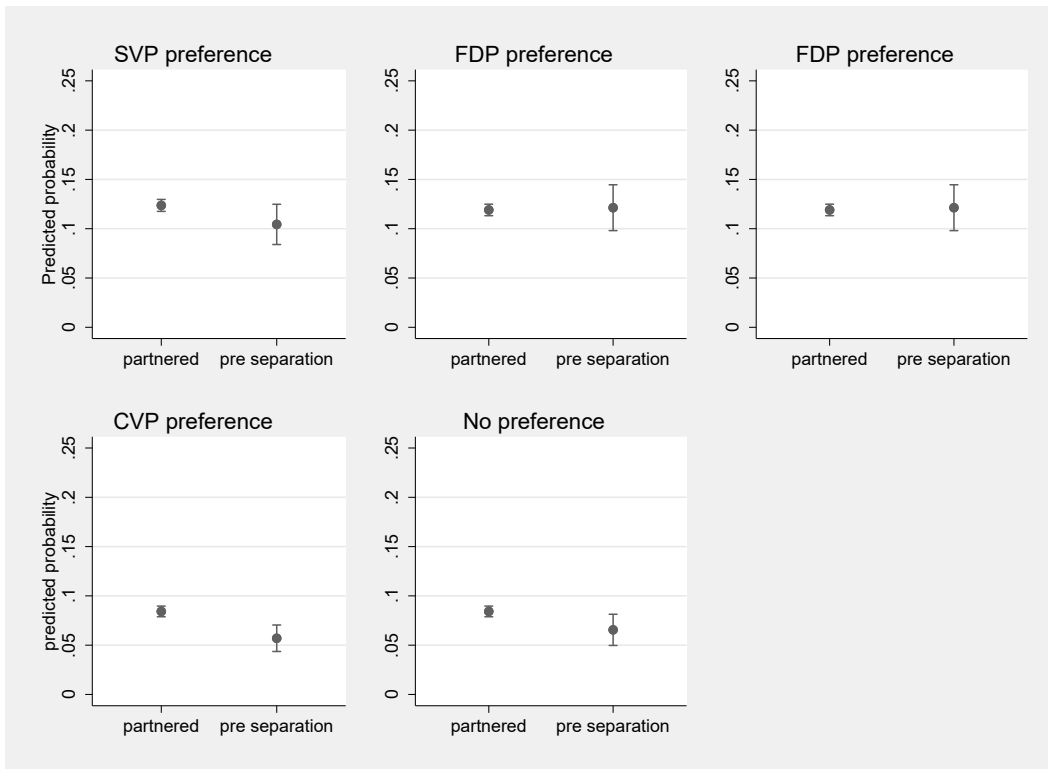 SVP preference
FDP preference
FDP preference
Predicted probability
.25
.2
.15
.1
.05
0
partnered
pre separation
.25
.2
.15
.1
.05
0
partnered
pre separation
.25
.2
.15
.1
.05
0
partnered
pre separation
CVP preference
No preference
predicted probability
.25
.2
.15
.1
.05
0
partnered
pre separation
.25
.2
.15
.1
.05
0
partnered
pre separation